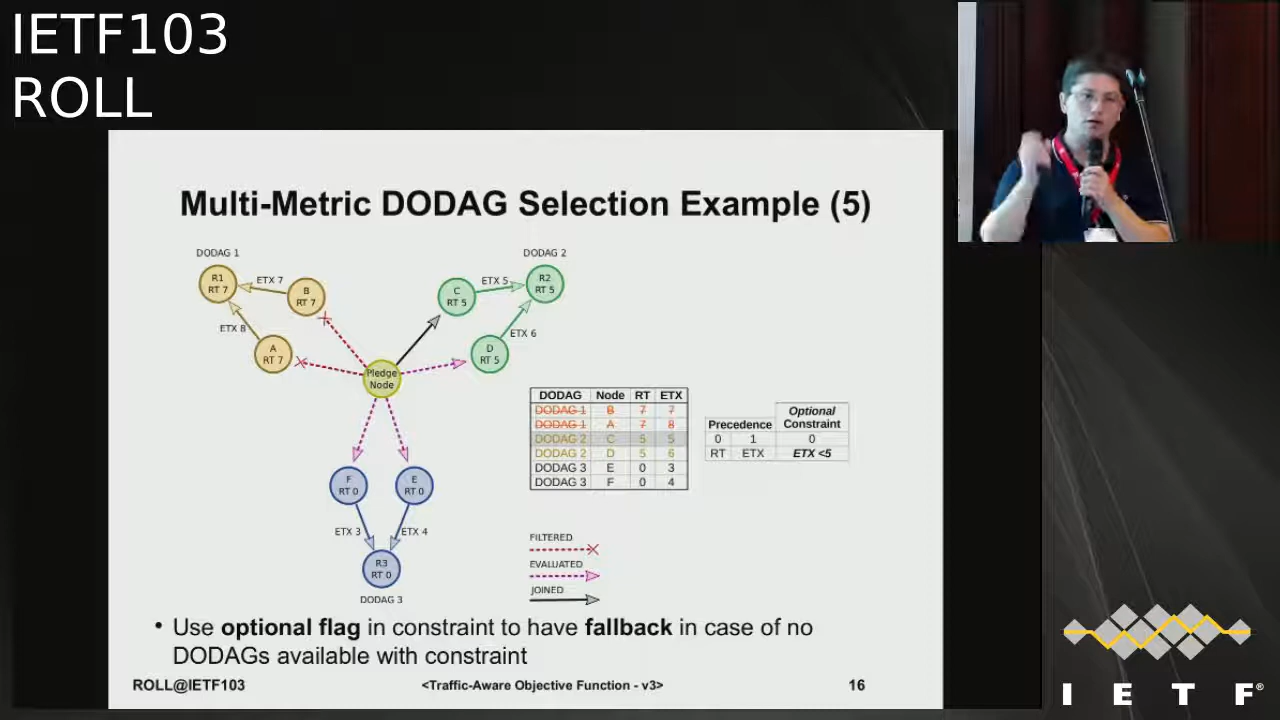 IETF103
ROLL
Multi-Metric DODAG Selection Example (5)
DODAG 1
DODAG 2
R1
RT 7
ETX 7
B
RT 7
C
RT 5
ETX 5
R2
RT 5
ETX 8
ETX 6
A
RT 7
D
RT 5
Pledge
Node
DODAG Node RT ETX
DODAG 1 B 7 7
DODAG 1 A 7 8
DODAG 2 C 5 5
DODAG 2 D 5 6
DODAG 3 E 0 3
DODAG 3 F 0 4
Optional
Precedence Constraint
0 1 0
RT ETX ETX <5
F
RT 0
E
RT 0
ETX 3
ETX 4
R3
RT 0
DODAG 3
FILTERED
EVALUATED
JOINED
• Use optional flag in constraint to have fallback in case of no
DODAGs available with constraint
ROLL@IETF103 <Traffic-Aware Objective Function - v3> 16
I E T F®